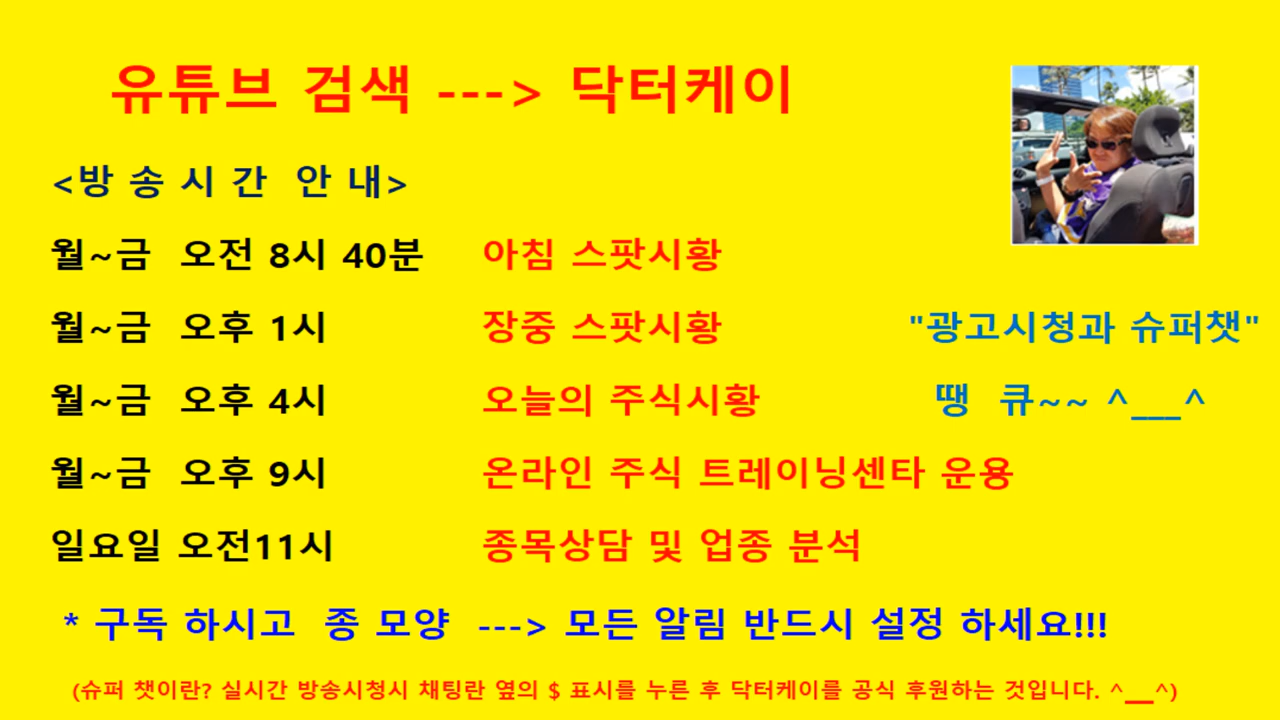 유튜브 검색 ---> 닥터케이
<방 송 시 간 안 내>
월~금 오전 8시 40분 아침 스팟시황
월~금 오후 1시 장중 스팟시황 "광고시청과 슈퍼챗"
월~금 오후 4시 오늘의 주식시황 땡 큐~~ ^___^
월~금 오후 9시 온라인 주식 트레이닝센타 운용
일요일 오전11시 종목상담 및 업종 분석
* 구독 하시고 종 모양 ---> 모든 알림 반드시 설정 하세요!!!
(슈퍼 챗이란? 실시간 방송시청시 채팅란 옆의 $ 표시를 누른 후 닥터케이를 공식 후원하는 것입니다. ^__^)